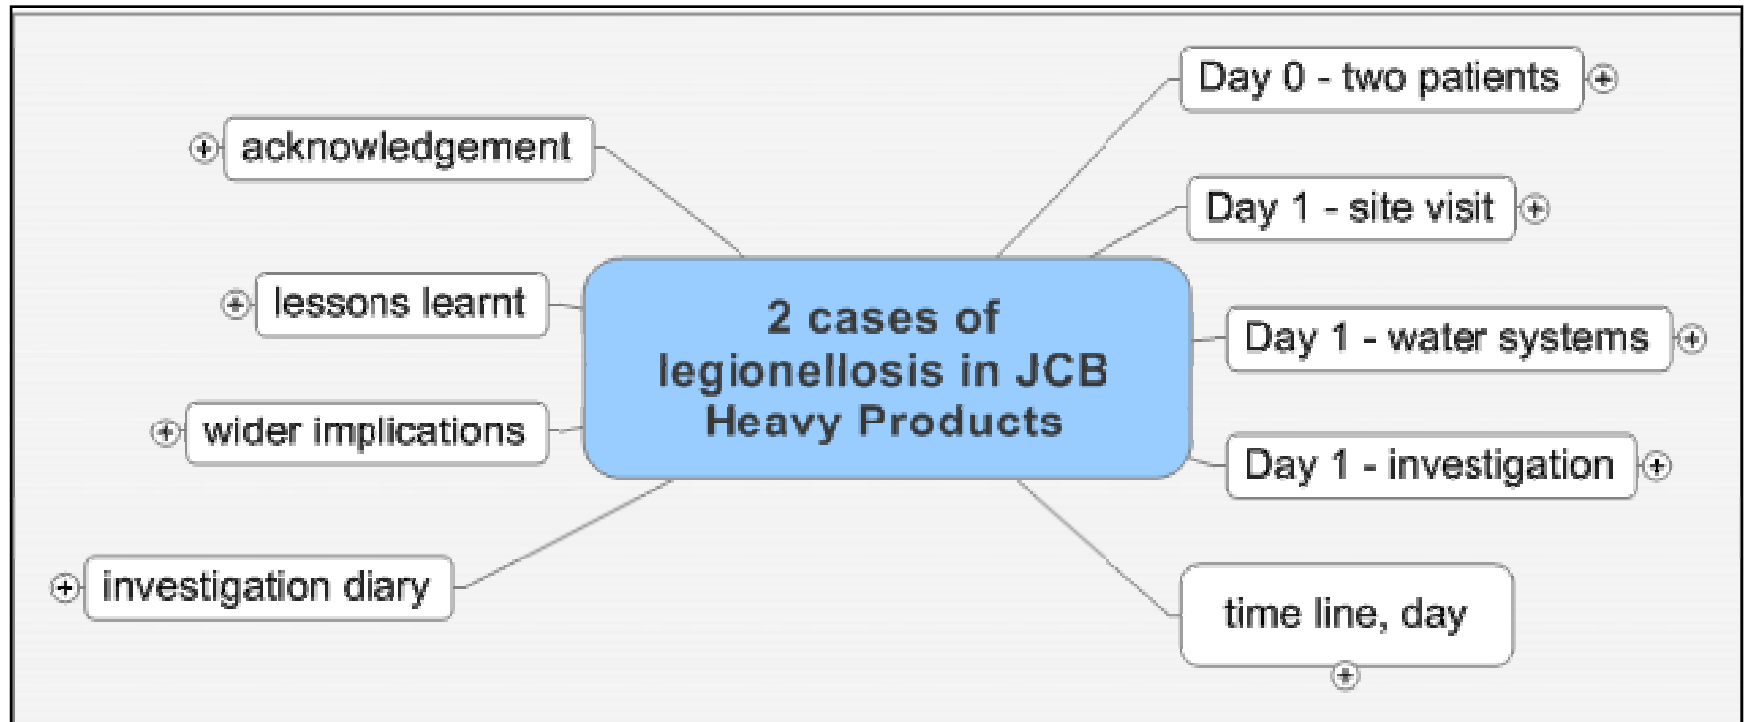 Day 0 - two patients
acknowledgement
Day 1 - site visit
lessons learnt
2 cases of
legionellosis in JCB
Heavy Products
Day 1 - water systems
wider implications
Day 1 - investigation
investigation diary
time line, day